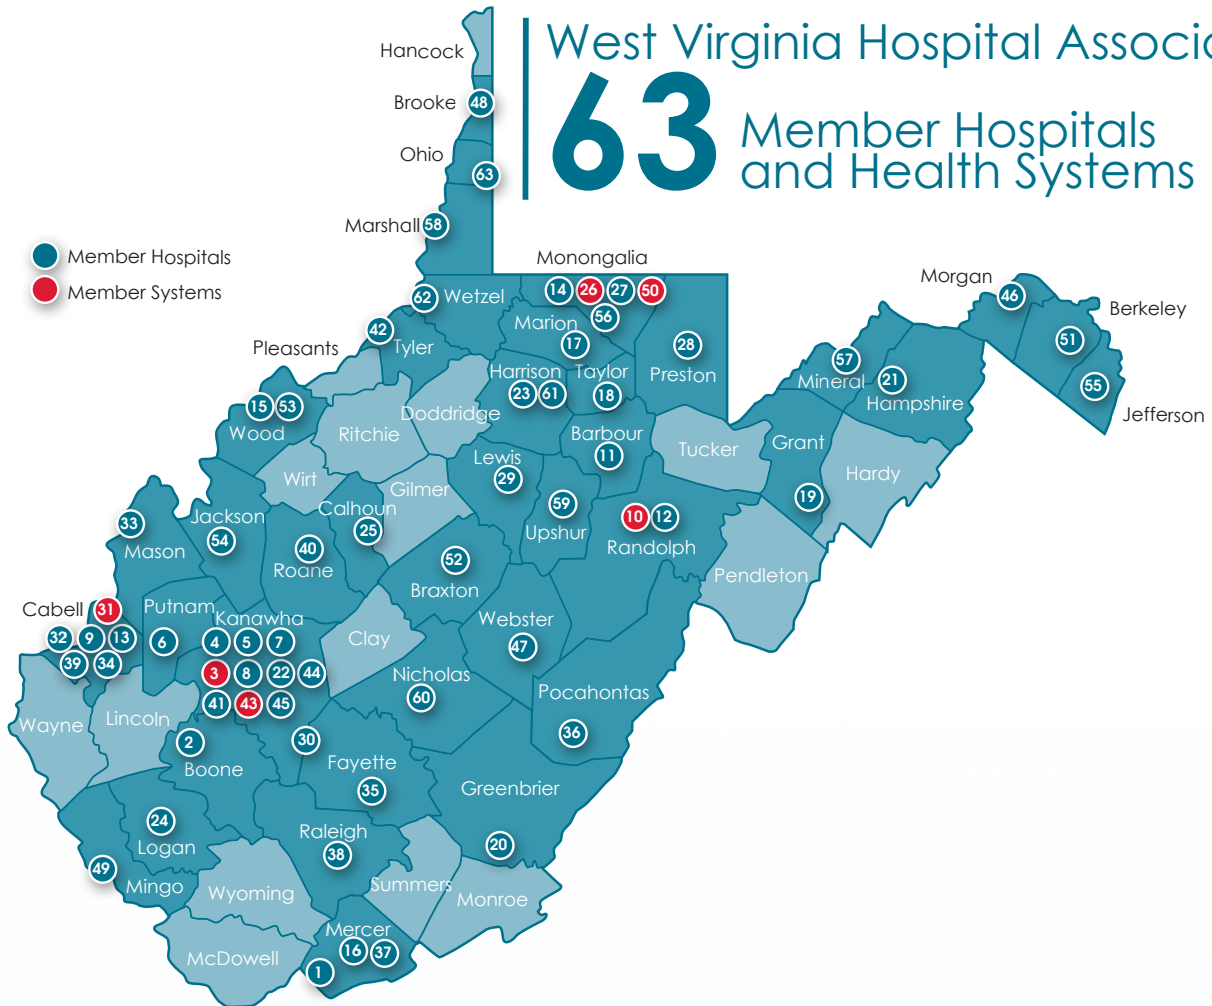 West Virginia Hospital Associa
63 Member Hospitals
and Health Systems
Hancock
Brooke 48
Ohio
63
Marshall 58
Member Hospitals
Member Systems
Monongalia
14 26 27 50
56
62 Wetzel
Marion
17
42
Tyler
Pleasants
28
Preston
Morgan
46
Berkeley
51
55
Jefferson
57
Mineral
21
Hampshire
Harrison
23 61
Taylor
18
15 53
Wood
Doddridge
Ritchie
Barbour
11
Tucker
Grant
19
Hardy
Wirt
Lewis
29
Gilmer
Calhoun
25
59
Upshur
10 12
Randolph
33
Mason
Jackson
54
40
Roane
52
Braxton
Pendleton
Cabell 31
32 9 13
39 34
Putnam
6
Kanawha
4 5 7
3 8 22 44
41 43 45
Clay
Webster
47
Nicholas
60
Pocahontas
36
Wayne
Lincoln
2
Boone
30
Fayette
35
Greenbrier
20
24
Logan
Raleigh
38
49
Mingo
Wyoming
Summers
Monroe
Mercer
16 37
1
McDowell